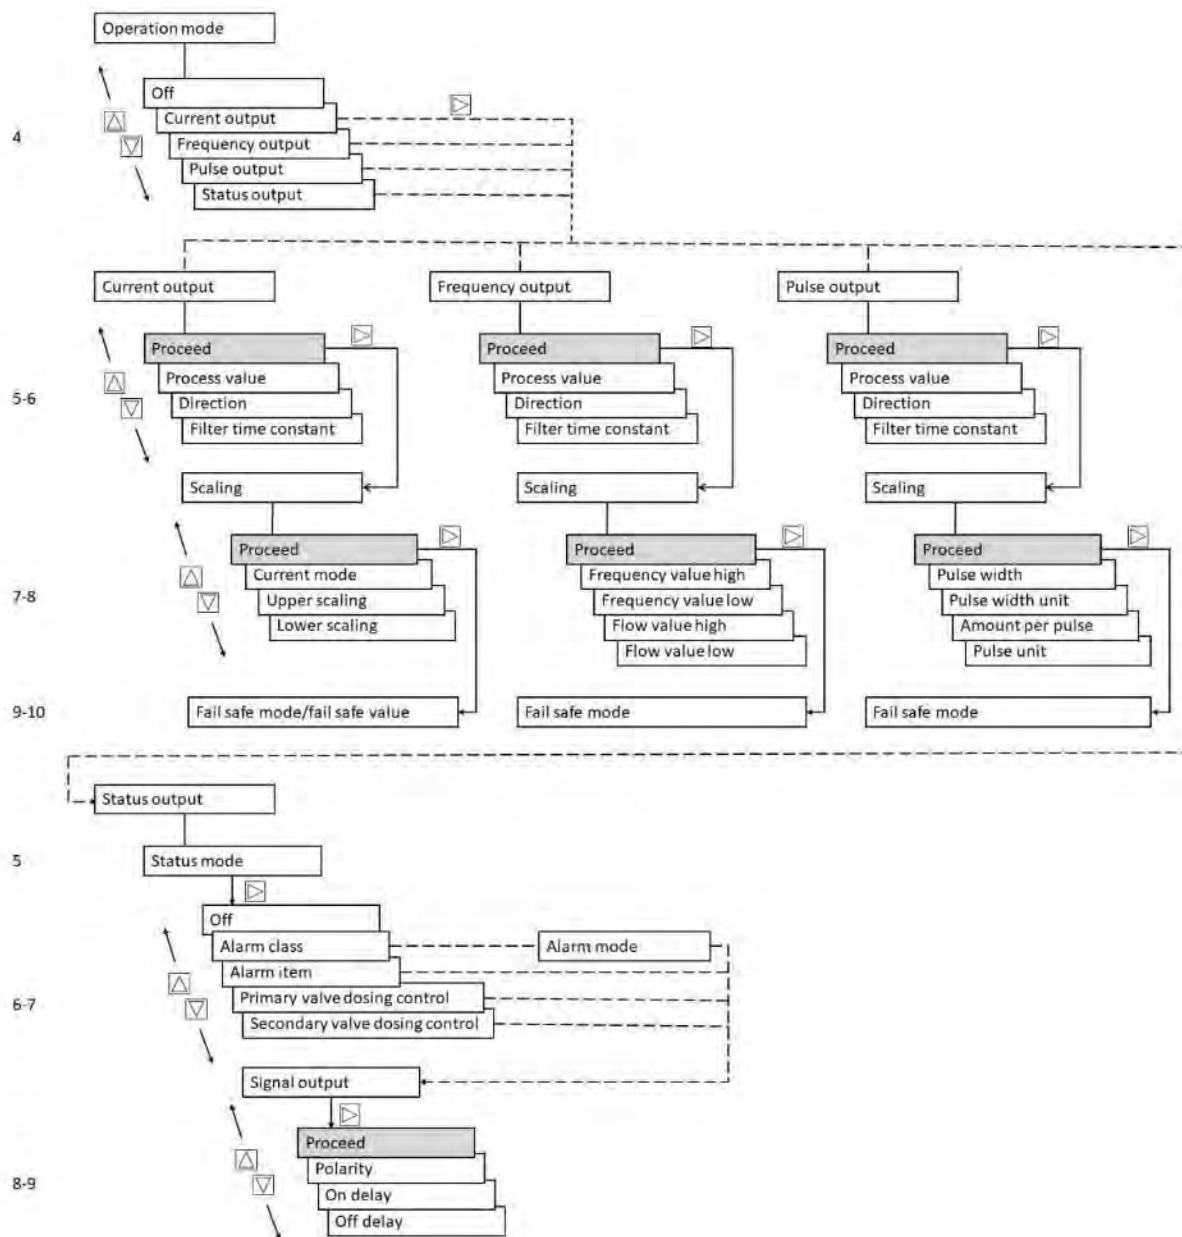 Operation mode
Off
4
Current output
Frequency output
Pulse output
Status output
Current output
Frequency output
Pulse output
5-6
Proceed
Process value
Direction
Filter time constant
Proceed
Process value
Direction
Filter time constant
Proceed
Process value
Direction
Filter time constant
Scaling
Scaling
Scaling
7-8
Proceed
Current mode
Upper scaling
Lower scaling
Proceed
Frequency value high
Frequency value low
Flow value high
Flow value low
Proceed
Pulse width
Pulse width unit
Amount per pulse
Pulse unit
9-10
Fail safe mode/fail safe value
Fail safe mode
Fail safe mode
Status output
5
Status mode
Off
Alarm class
Alarm mode
Alarm item
6-7
Primary valve dosing control
Secondary valve dosing control
Signal output
Proceed
Polarity
8-9
On delay
Off delay